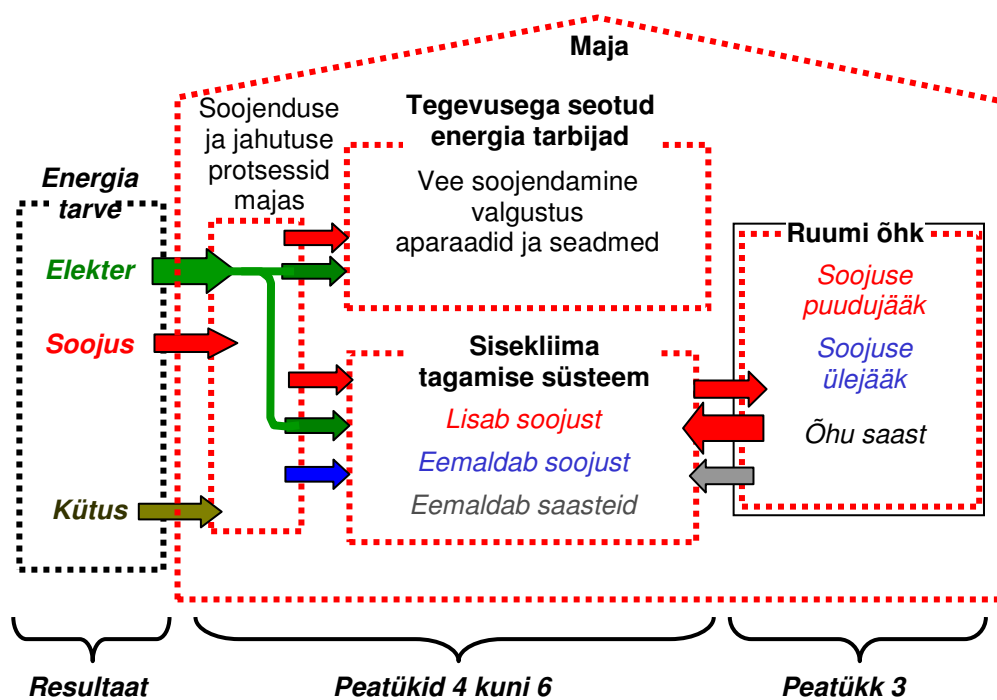 Maja
Soojenduse
ja jahutuse
protsessid
majas
Tegevusega seotud
energia tarbijad
Vee soojendamine
valgustus
aparaadid ja seadmed
Energia
tarve
Elekter
Soojus
Kütus
Sisekliima
tagamise süsteem
Lisab soojust
Eemaldab soojust
Eemaldab saasteid
Ruumi õhk
Soojuse
puudujääk
Soojuse
ülejääk
Õhu saast
Resultaat
Peatükid 4 kuni 6
Peatükk 3